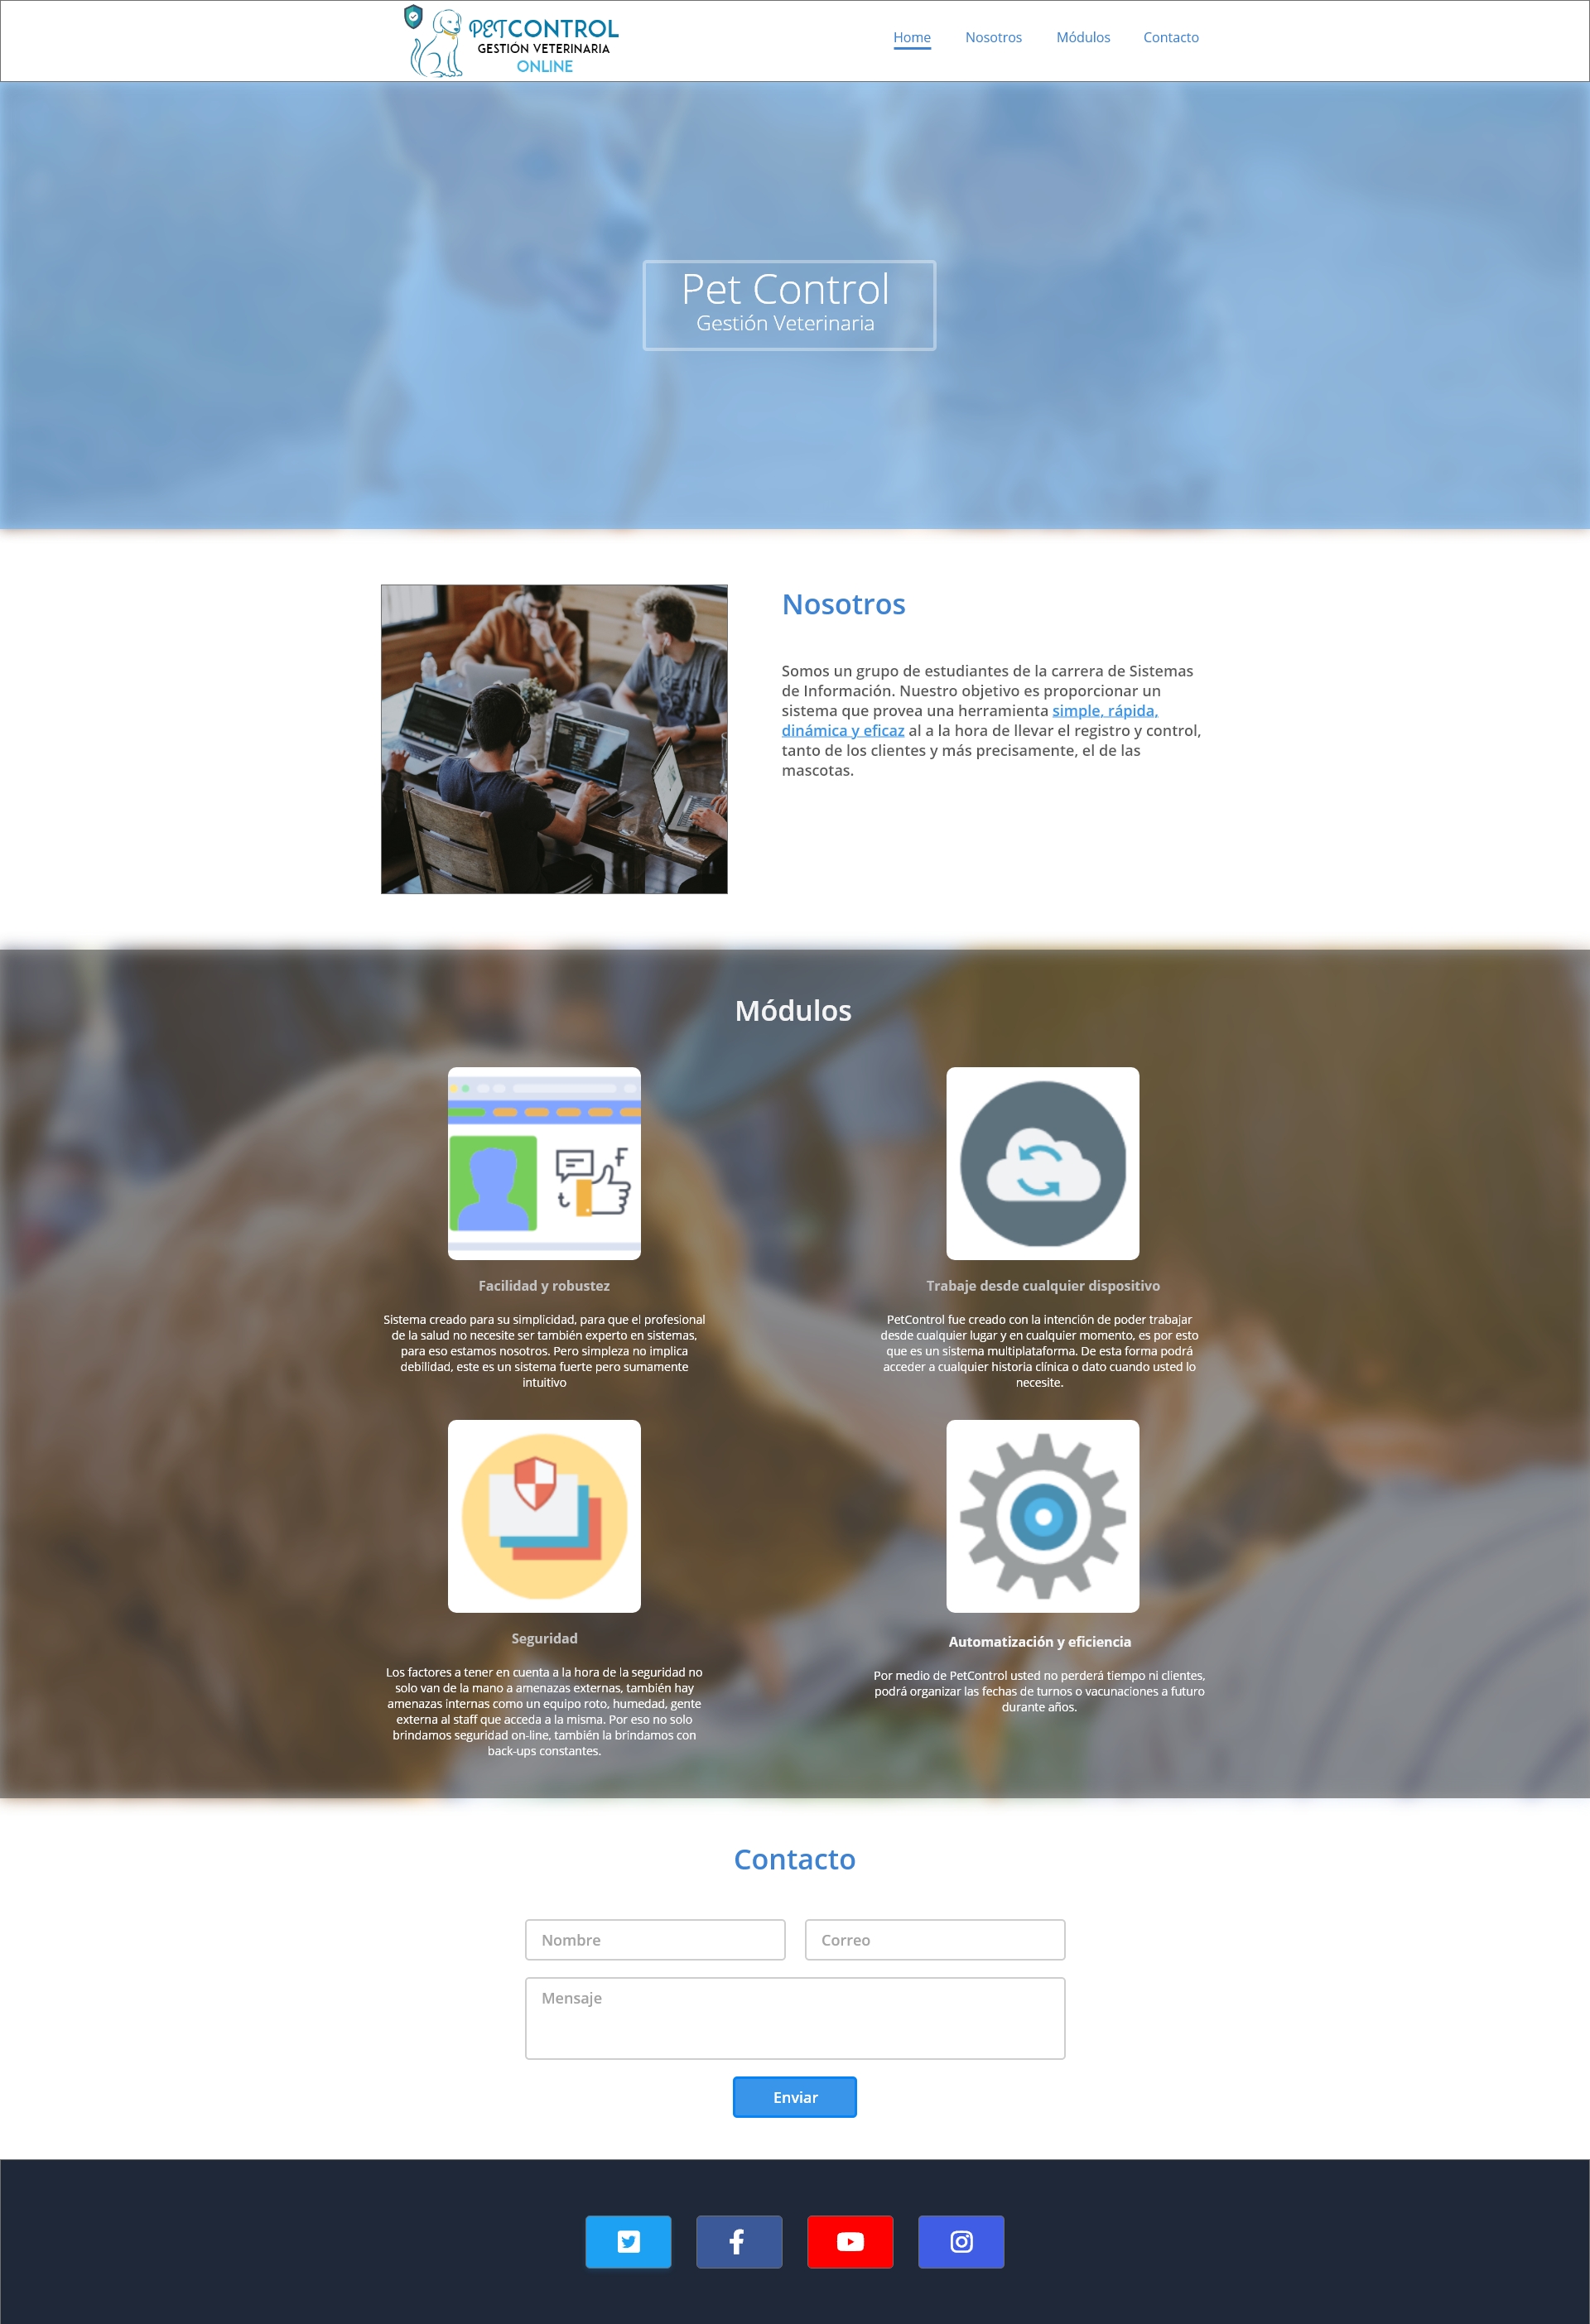 PETCONTROL
GESTIÓN VETERINARIA
ONLINE
Home Nosotros Módulos Contacto
Pet Control
Gestión Veterinaria
Nosotros
Somos un grupo de estudiantes de la carrera de Sistemas
de Información. Nuestro objetivo es proporcionar un
sistema que provea una herramienta simple, rápida,
dinámica y eficaz al a la hora de llevar el registro y control,
tanto de los clientes y más precisamente, el de las
mascotas.
Módulos
Facilidad y robustez
Sistema creado para su simplicidad, para que el profesional
de la salud no necesite ser también experto en sistemas,
para eso estamos nosotros. Pero simpleza no implica
debilidad, este es un sistema fuerte pero sumamente
intuitivo
Trabaje desde cualquier dispositivo
PetControl fue creado con la intención de poder trabajar
desde cualquier lugar y en cualquier momento, es por esto
que es un sistema multiplataforma. De esta forma podrá
acceder a cualquier historia clínica o dato cuando usted lo
necesite.
Seguridad
Los factores a tener en cuenta a la hora de la seguridad no
solo van de la mano a amenazas externas, también hay
amenazas internas como un equipo roto, humedad, gente
externa al staff que acceda a la misma. Por eso no solo
brindamos seguridad on-line, también la brindamos con
back-ups constantes.
Automatización y eficiencia
Por medio de PetControl usted no perderá tiempo ni clientes,
podrá organizar las fechas de turnos o vacunaciones a futuro
durante años.
Contacto
Nombre
Correo
Mensaje
Enviar